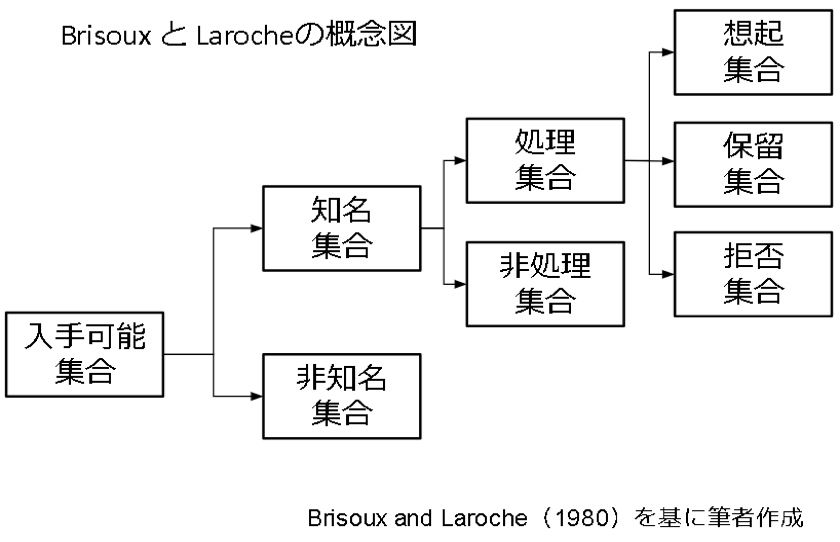 Brisoux と Larocheの概念図
想起
集合
処理
集合
保留
集合
知名
集合
非処理
集合
拒否
集合
入手可能
集合
非知名
集合
Brisoux and Laroche（1980）を基に筆者作成